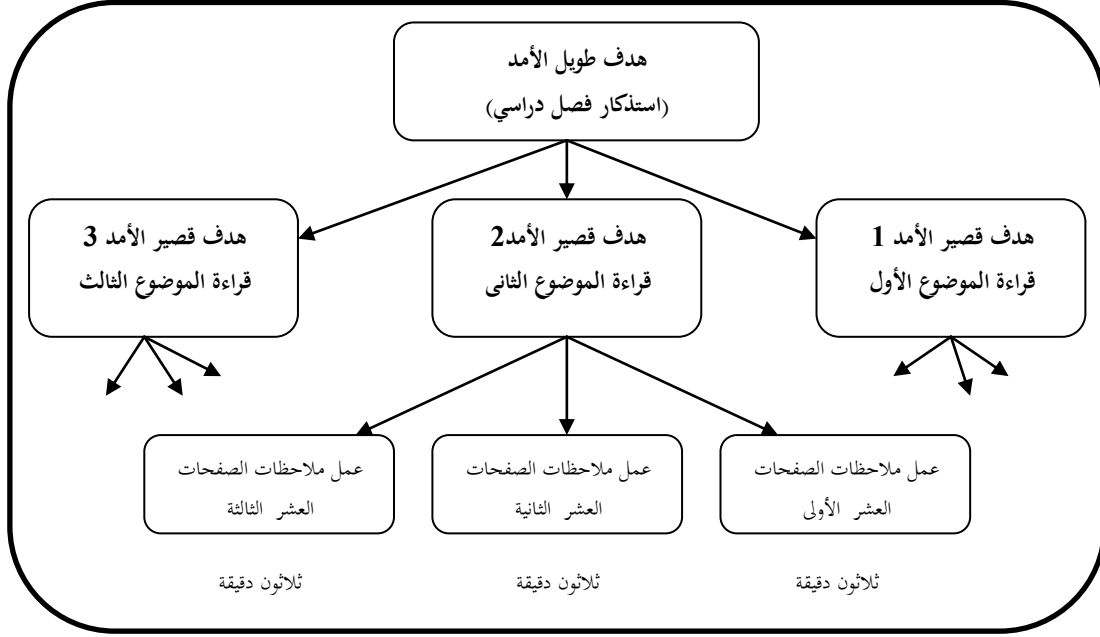 هدف طويل الأمد
(استذكار فصل دراسي)
هدف قصير الأمد 1
قراءة الموضوع الأول
هدف قصير الأمد2
قراءة الموضوع الثانى
هدف قصير الأمد 3
قراءة الموضوع الثالث
عمل ملاحظات الصفحات
العشر الأولى
عمل ملاحظات الصفحات
العشر الثانية
عمل ملاحظات الصفحات
العشر الثالثة
ثلاثون دقيقة
ثلاثون دقيقة
ثلاثون دقيقة